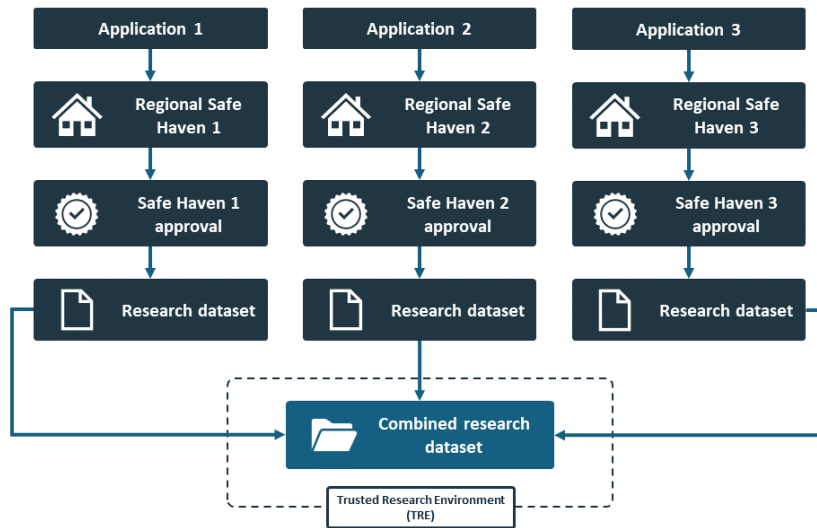 Application 1
Application 2
Application 3
Regional Safe
Haven 1
Regional Safe
Haven 2
Regional Safe
Haven 3
Safe Haven 1
approval
Safe Haven 2
approval
Safe Haven 3
approval
Research dataset
Research dataset
Research dataset
Combined research
dataset
Trusted Research Environment
(TRE)